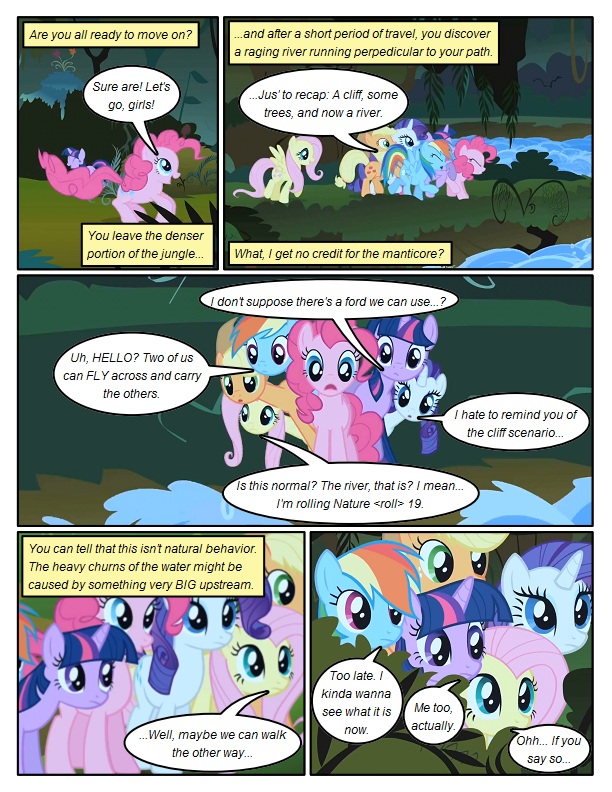 Are you all ready to move on?
Sure are! Let's
go, girls!
You leave the denser
portion of the jungle...
...and after a short period of travel, you discover
a raging river running perpedicular to your path.
...Jus' to recap: A cliff, some
trees, and now a river.
What, I get no credit for the manticore?
I don't suppose there's a ford we can use...?
Uh, HELLO? Two of us
can FLY across and carry
the others.
I hate to remind you of
the cliff scenario...
Is this normal? The river, that is? I mean...
I'm rolling Nature <roll> 19.
You can tell that this isn't natural behavior.
The heavy churns of the water might be
caused by something very BIG upstream.
...Well, maybe we can walk
the other way...
Too late. I
kinda wanna
see what it is
now.
Me too,
actually.
Ohh... If you
say so...